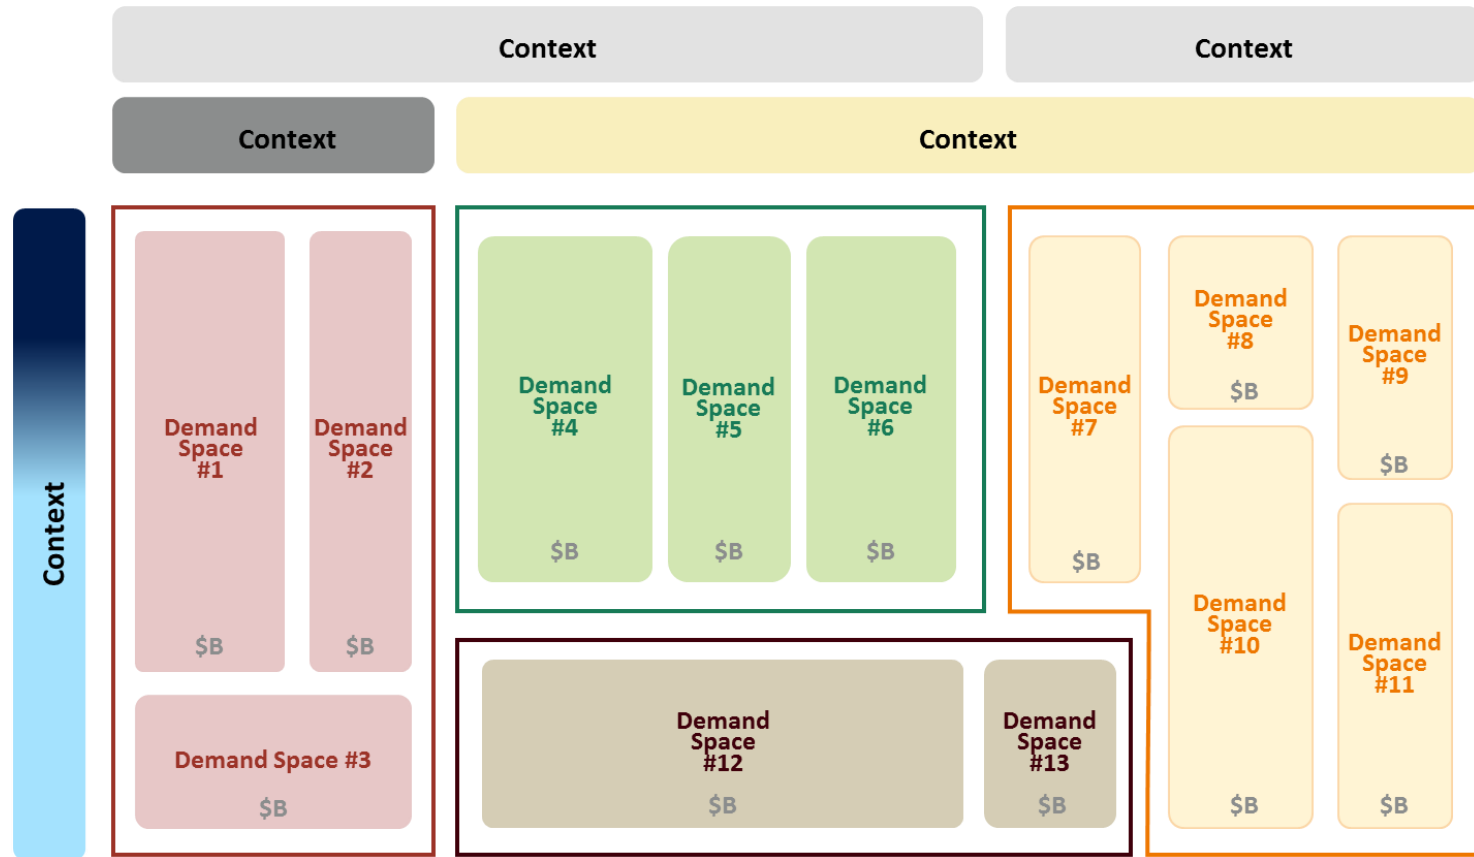 Context
Context
Context
Context
Context
Demand
Space
#1
$B
Demand
Space
#2
$B
Demand Space #3
$B
Demand
Space
#4
$B
Demand
Space
#5
$B
Demand
Space
#6
$B
Demand
Space
#7
$B
Demand
Space
#8
$B
Demand
Space
#9
$B
Demand
Space
#10
$B
Demand
Space
#11
$B
Demand
Space
#12
$B
Demand
Space
#13
$B